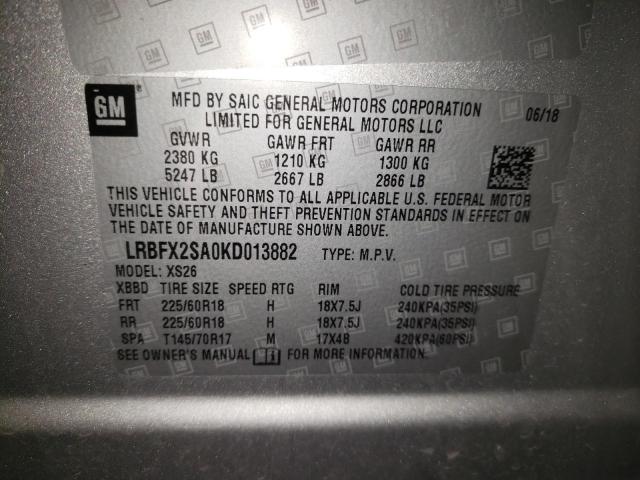 GM
MFD BY SAIC GENERAL MOTORS CORPORATION 06/18
LIMITED FOR GENERAL MOTORS LLC
GVWR GAWR FRT GAWR RR
2380 KG 1210 KG 1300 KG
5247 LB 2667 LB 2866 LB
THIS VEHICLE CONFORMS TO ALL APPLICABLE U.S. FEDERAL MOTOR
VEHICLE SAFETY AND THEFT PREVENTION STANDARDS IN EFFECT ON
THE DATE OF MANUFACTURE SHOWN ABOVE.
LRBFX2SA0KD013882 TYPE: M.P.V.
MODEL: XS26
XBBD TIRE SIZE SPEED RTG RIM COLD TIRE PRESSURE
FRT 225/60R18 H 18X7.5J 240KPA(35PSI)
RR 225/60R18 H 18X7.5J 240KPA(35PSI)
SPA T145/70R17 M 17X4B 420KPA(60PSI)
SEE OWNER'S MANUAL FOR MORE INFORMATION.